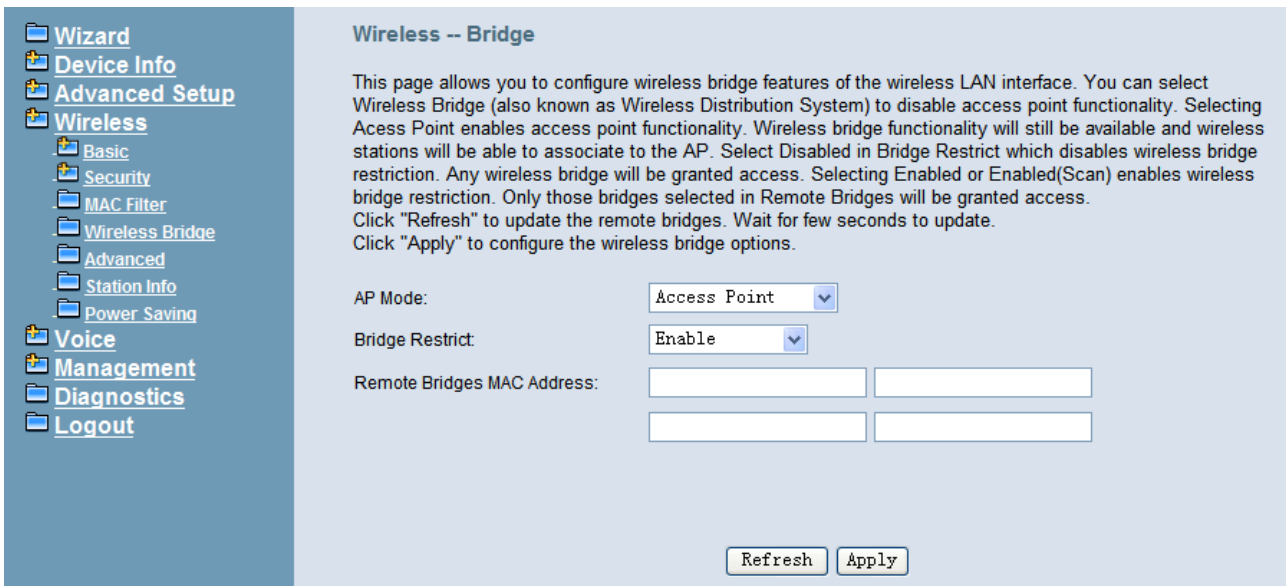 Wizard
Device Info
Advanced Setup
Wireless
Basic
Security
MAC Filter
Wireless Bridge
Advanced
Station Info
Power Saving
Voice
Management
Diagnostics
Logout
Wireless -- Bridge
This page allows you to configure wireless bridge features of the wireless LAN interface. You can select
Wireless Bridge (also known as Wireless Distribution System) to disable access point functionality. Selecting
Acess Point enables access point functionality. Wireless bridge functionality will still be available and wireless
stations will be able to associate to the AP. Select Disabled in Bridge Restrict which disables wireless bridge
restriction. Any wireless bridge will be granted access. Selecting Enabled or Enabled(Scan) enables wireless
bridge restriction. Only those bridges selected in Remote Bridges will be granted access.
Click "Refresh" to update the remote bridges. Wait for few seconds to update.
Click "Apply" to configure the wireless bridge options.
AP Mode: Access Point
Bridge Restrict: Enable
Remote Bridges MAC Address:
Refresh Apply